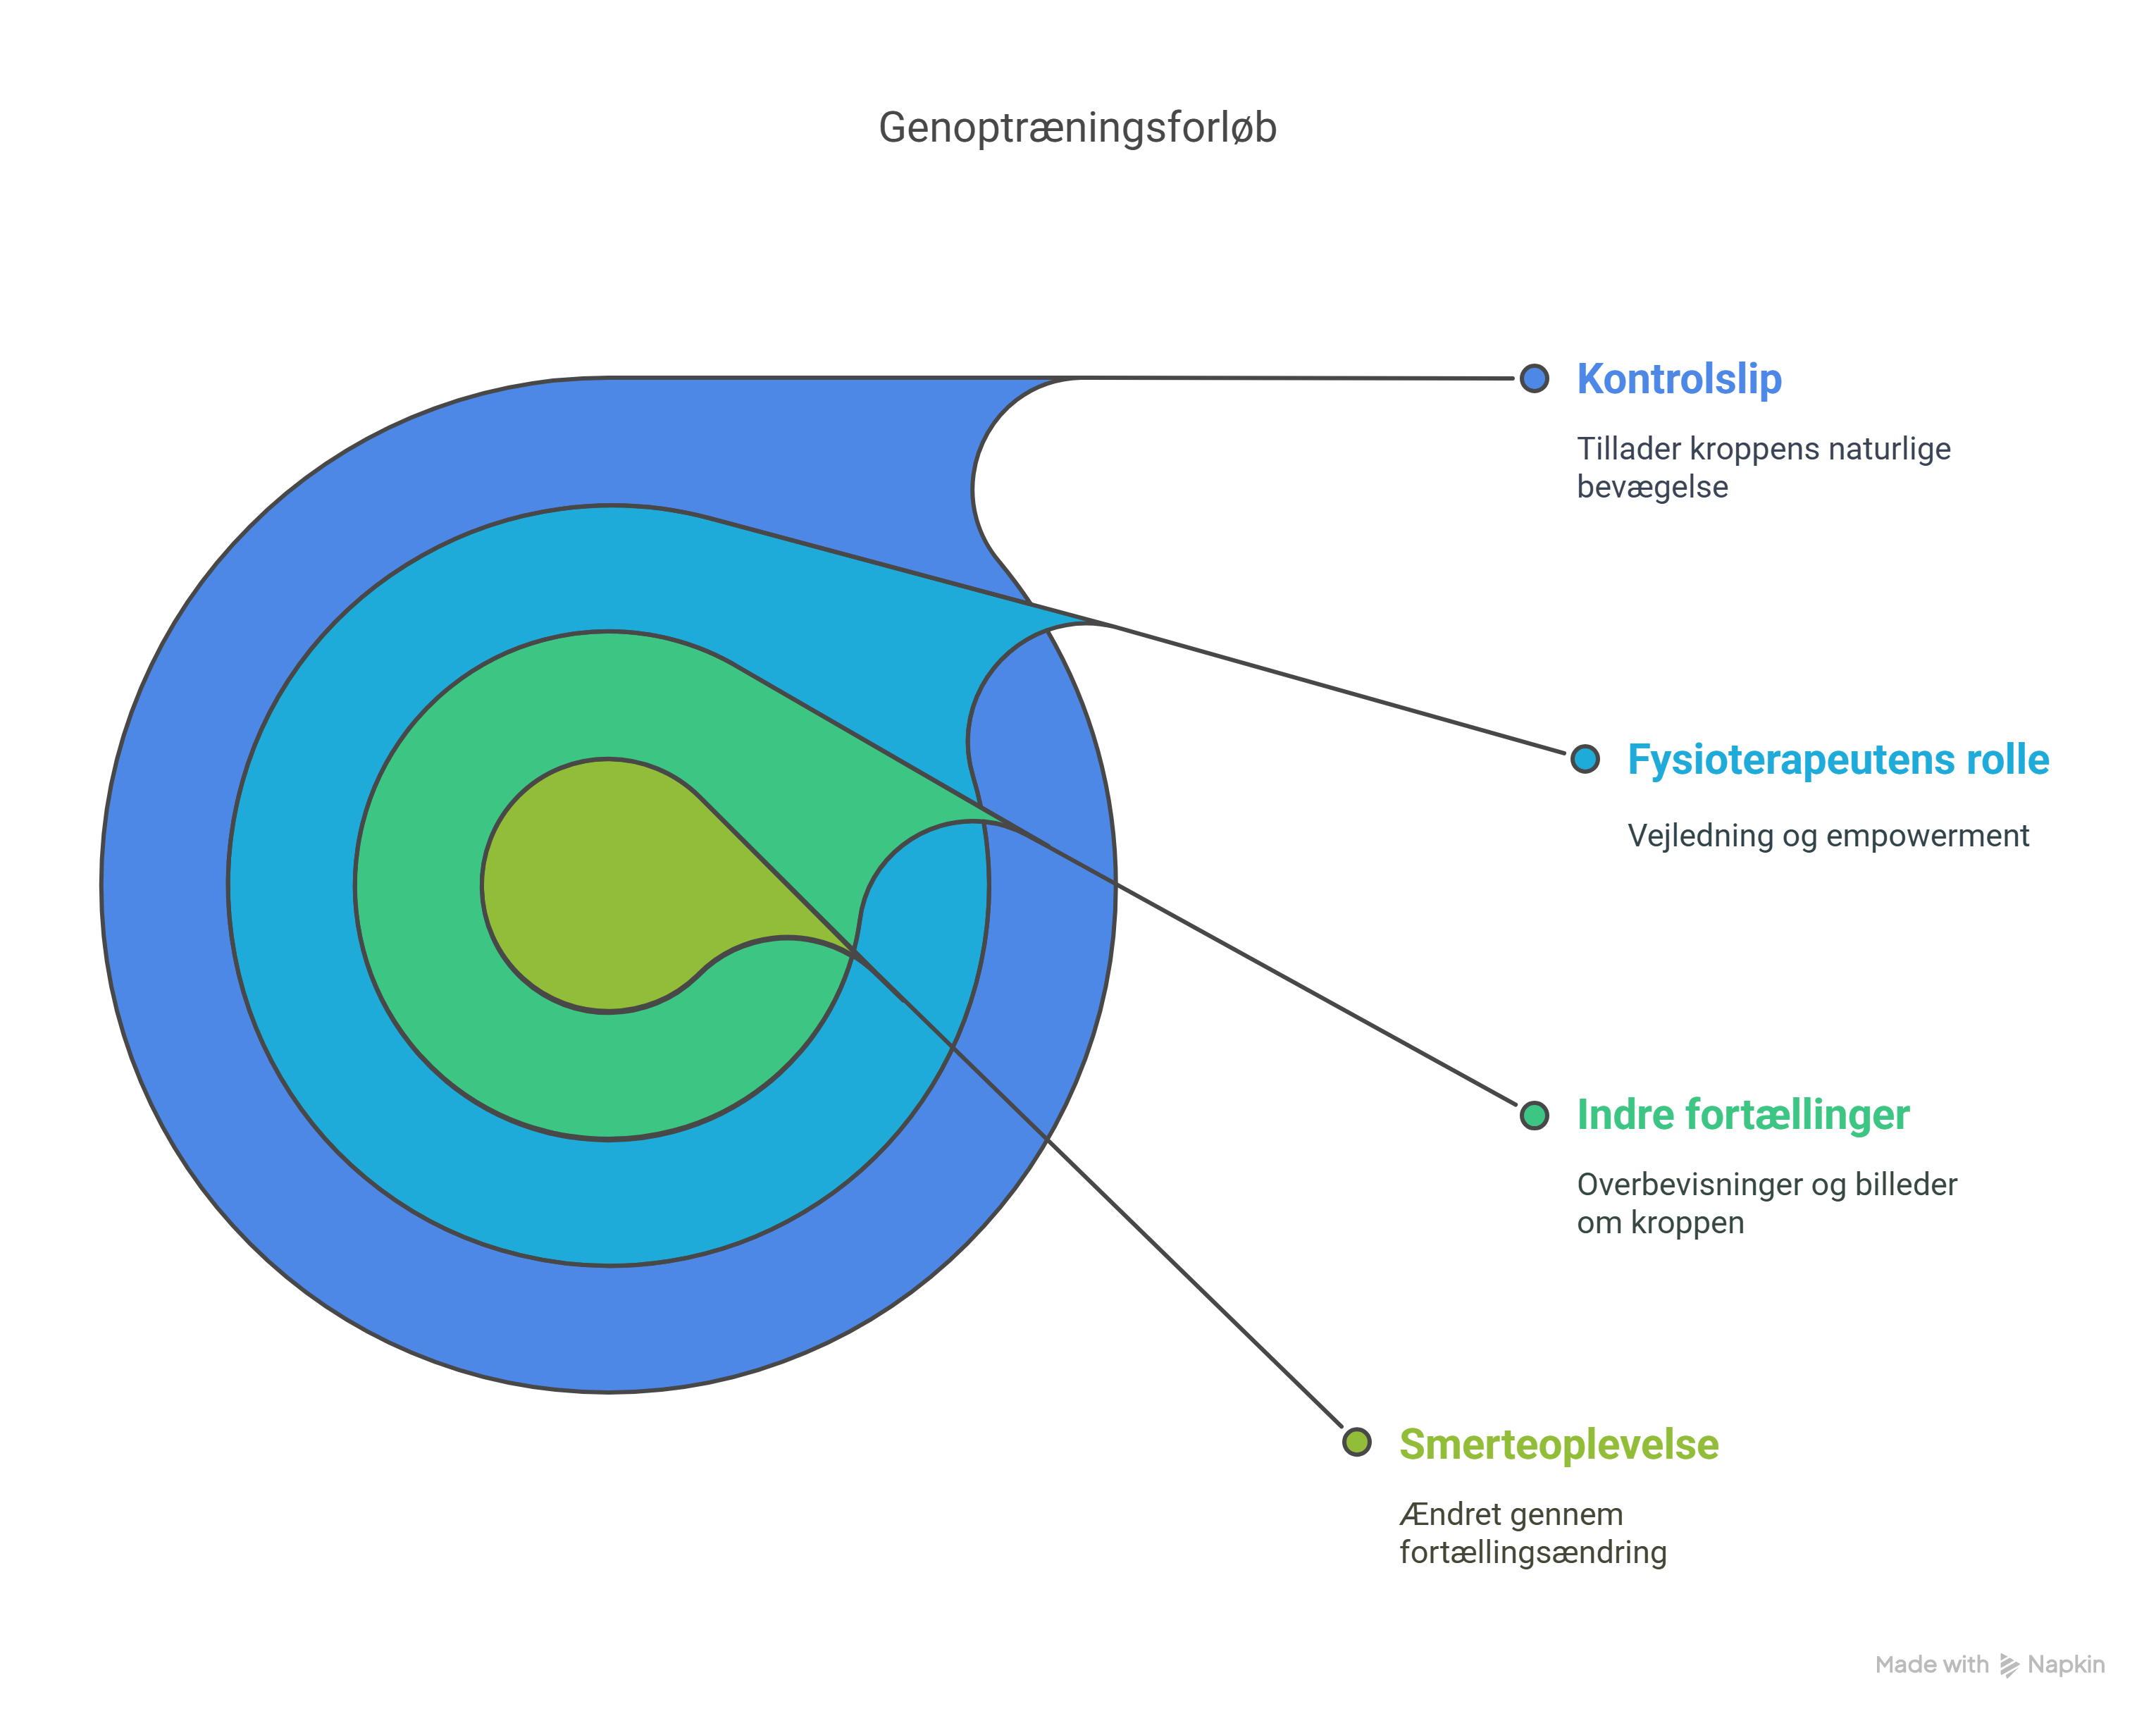 Genoptræningsforløb
Kontrolslip
Tillader kroppens naturlige
bevægelse
Fysioterapeutens rolle
Vejledning og empowerment
Indre fortællinger
Overbevisninger og billeder
om kroppen
Smerteoplevelse
Ændret gennem
fortællingsændring
Made with Napkin